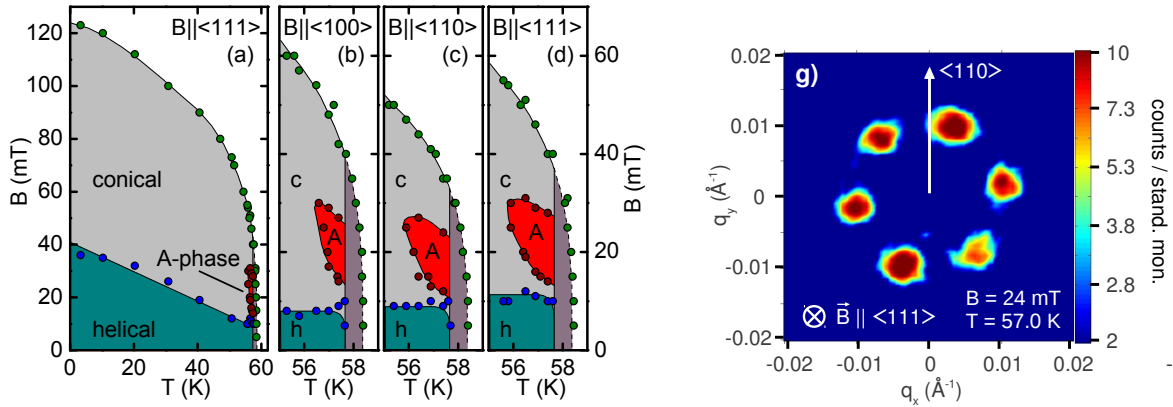 B||<111>
(a)
B||<100>
(b)
B||<110>
(c)
B||<111>
(d)
120
100
80
60
40
20
0
B (mT)
conical
A-phase
helical
0 20 40 60
T (K)
c
A
h
56 58
T (K)
c
A
h
56 58
T (K)
c
A
h
56 58
T (K)
60
40
20
0
B (mT)
g)
<110>
0.02
0.01
0
-0.01
-0.02
q_y (Å⁻¹)
B⃗ || <111>
B = 24 mT
T = 57.0 K
-0.02 -0.01 0 0.01 0.02
q_x (Å⁻¹)
10
7.3
5.3
3.8
2.8
2
counts / stand. mon.
-